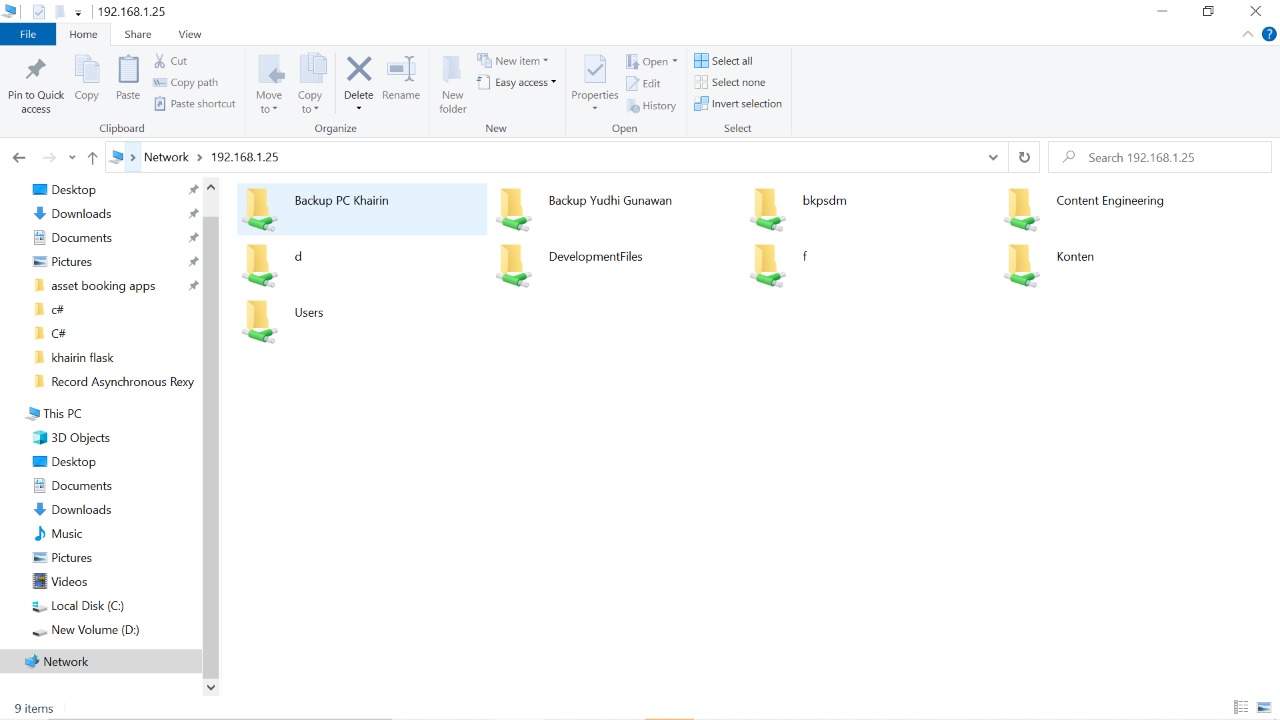 192.168.1.25
File
Home
Share
View
Pin to Quick access
Copy
Paste
Cut
Copy path
Paste shortcut
Clipboard
Move to
Copy to
Delete
Rename
Organize
New folder
New item
Easy access
New
Properties
Open
Edit
History
Open
Select all
Select none
Invert selection
Select
Network > 192.168.1.25
Search 192.168.1.25
Desktop
Downloads
Documents
Pictures
asset booking apps
c#
C#
khairin flask
Record Asynchronous Rexy
This PC
3D Objects
Desktop
Documents
Downloads
Music
Pictures
Videos
Local Disk (C:)
New Volume (D:)
Network
Backup PC Khairin
Backup Yudhi Gunawan
bkpsdm
Content Engineering
d
DevelopmentFiles
f
Konten
Users
9 items